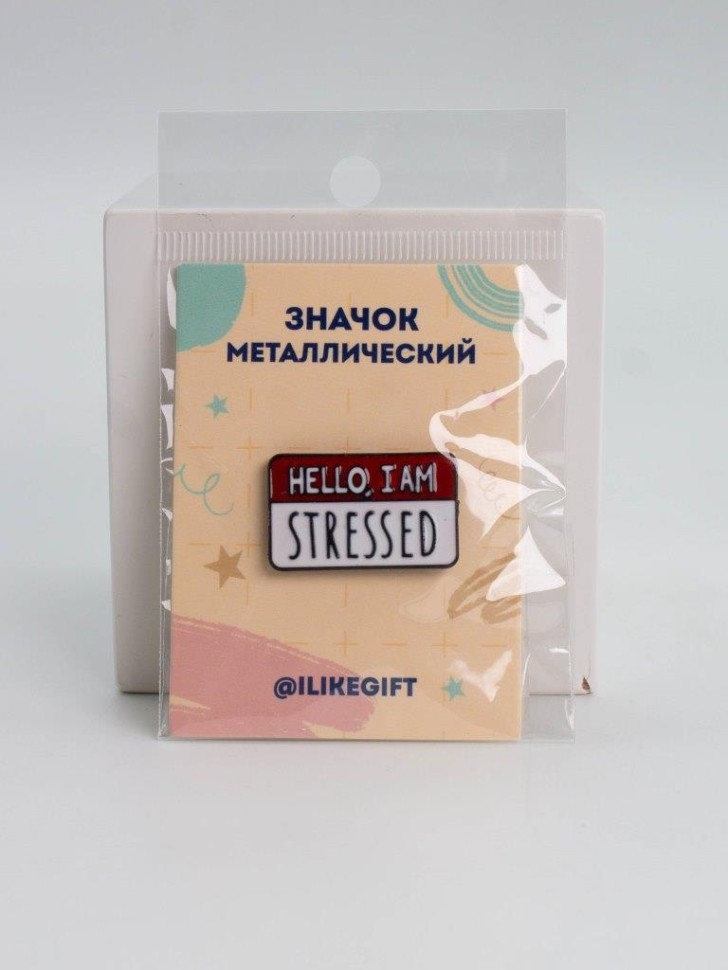 ЗНАЧОК
МЕТАЛЛИЧЕСКИЙ
HELLO, I AM
STRESSED
@ILIKEGIFT